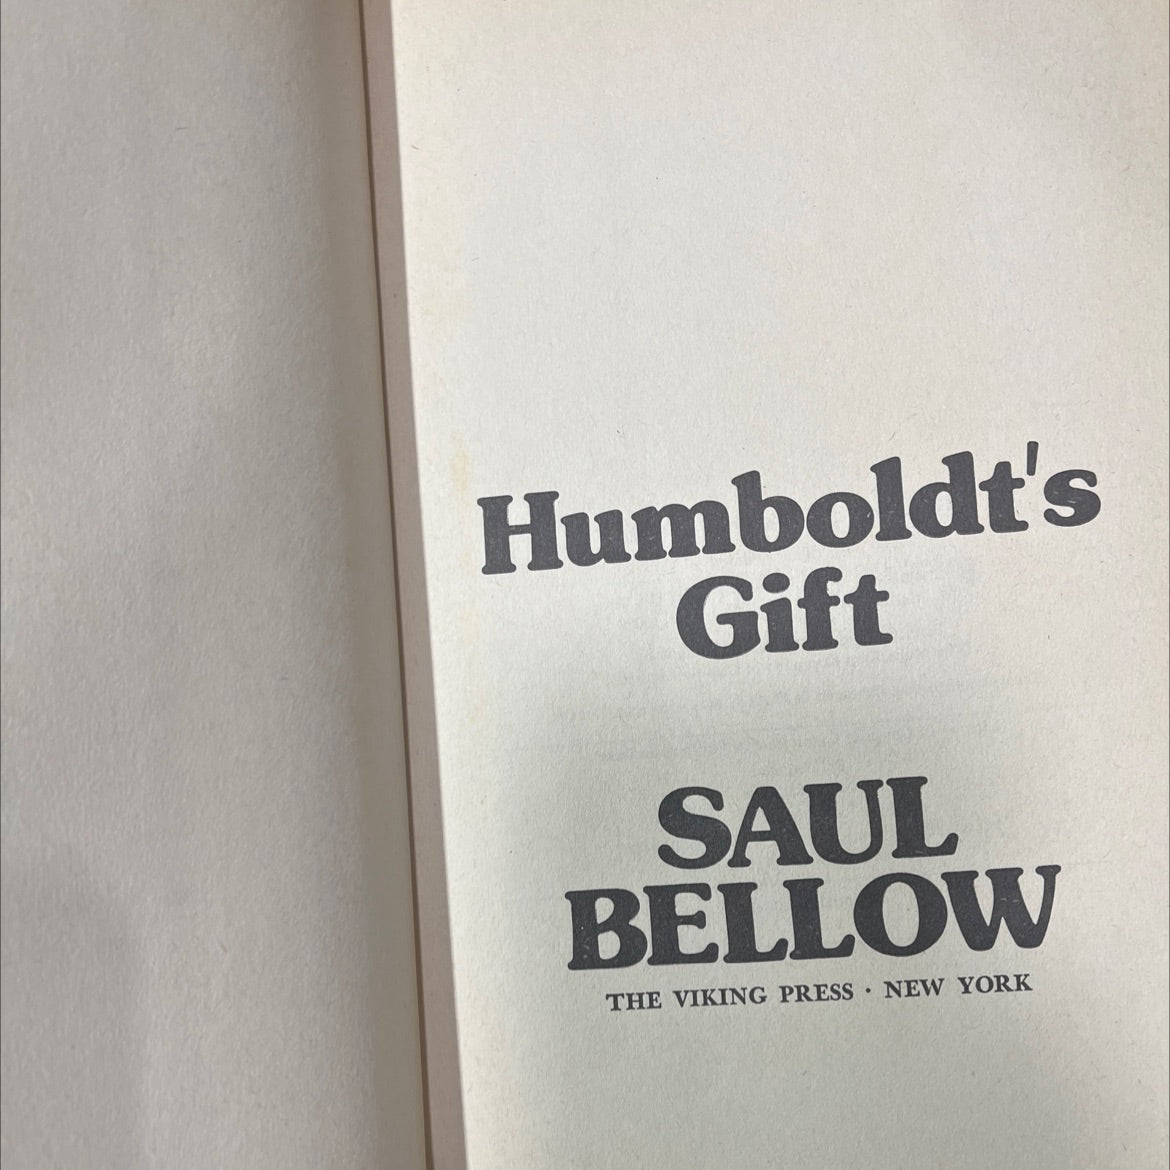 Humboldt's
Gift
SAUL
BELLOW
THE VIKING PRESS · NEW YORK